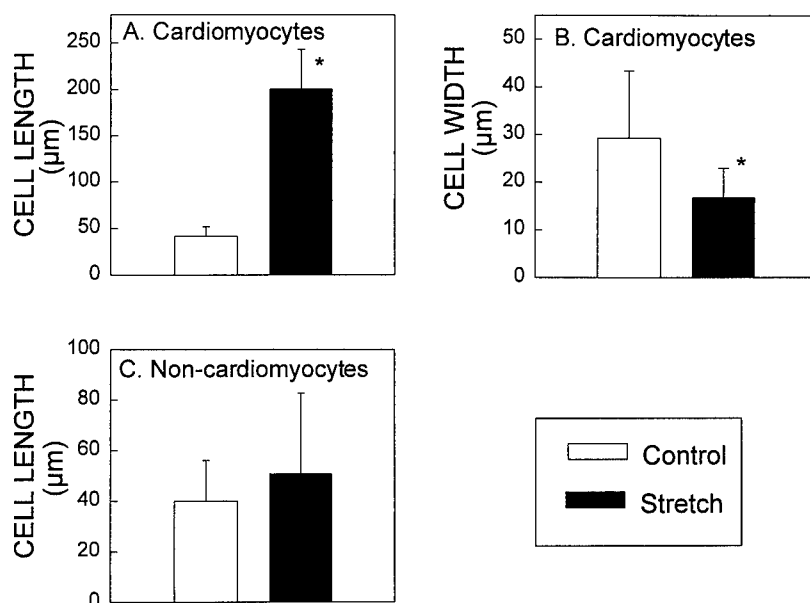 A. Cardiomyocytes
CELL LENGTH
(µm)
250
200
150
100
50
0
*
B. Cardiomyocytes
CELL WIDTH
(µm)
50
40
30
20
10
0
*
C. Non-cardiomyocytes
CELL LENGTH
(µm)
100
80
60
40
20
0
Control
Stretch